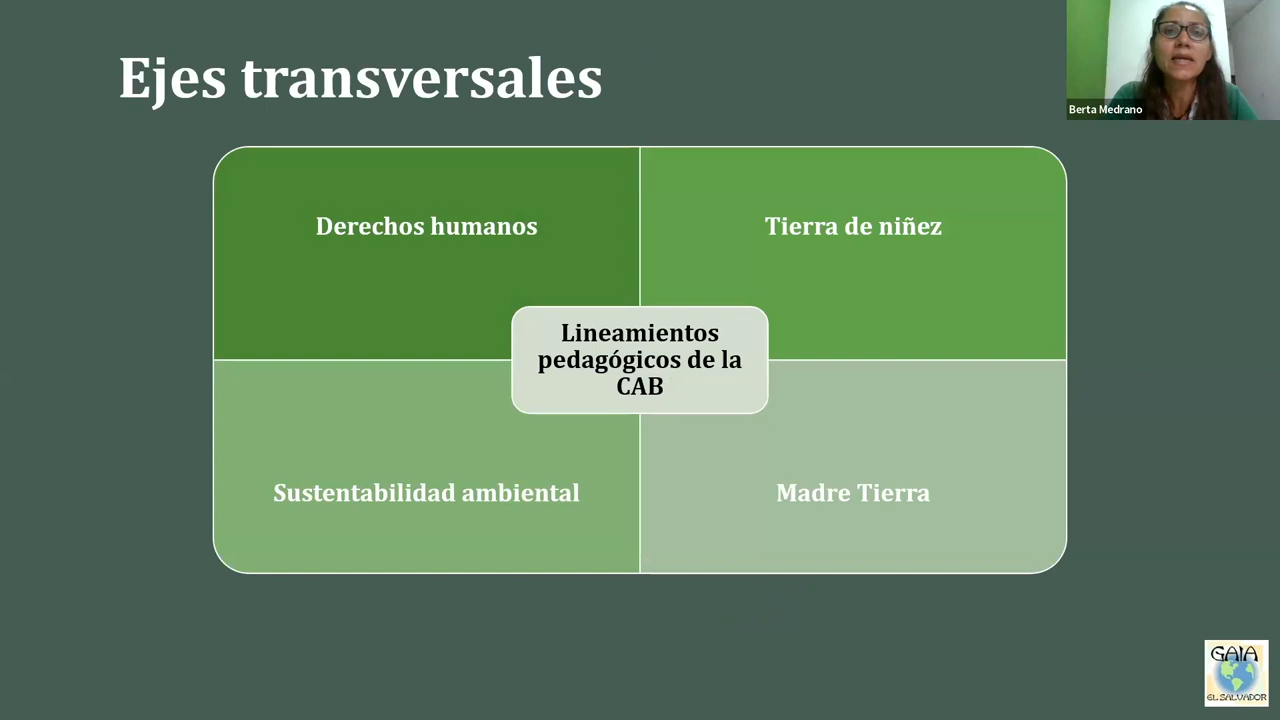 Ejes transversales
Berta Medrano
Derechos humanos
Tierra de niñez
Lineamientos
pedagógicos de la
CAB
Sustentabilidad ambiental
Madre Tierra
GAIA
EL SALVADOR